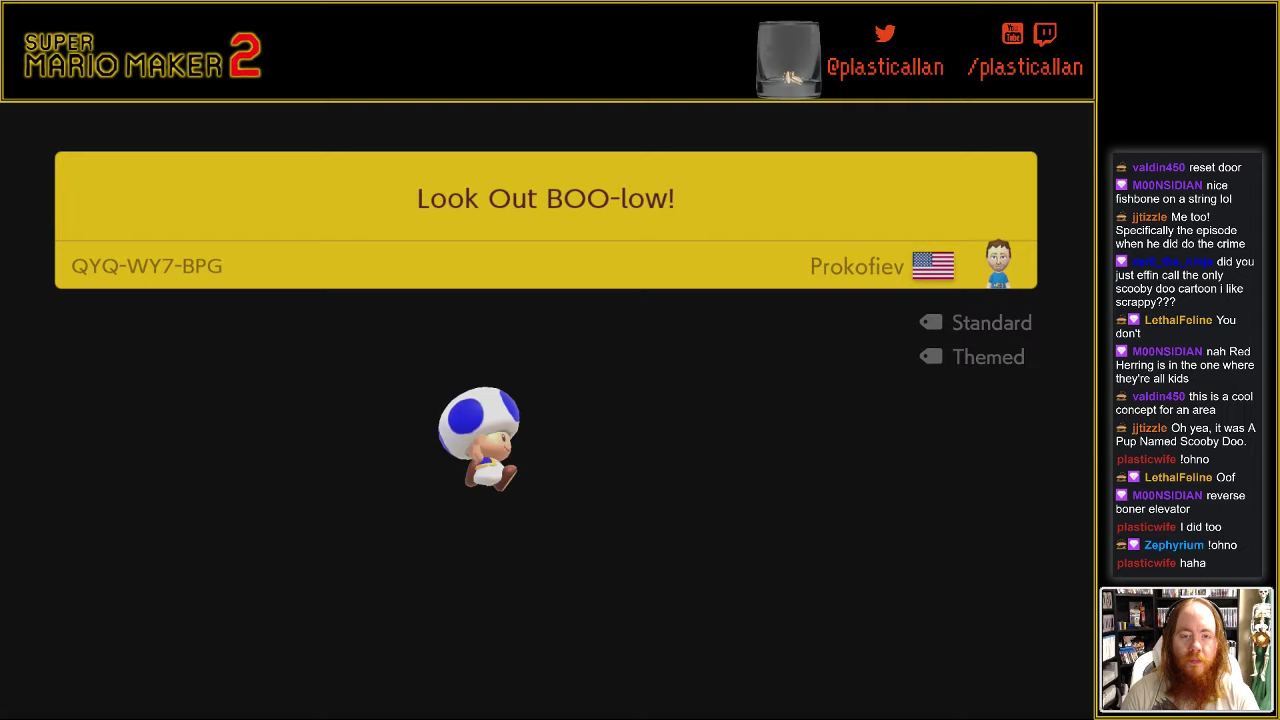 SUPER
MARIO MAKER 2
@plasticallan
You Tube
/plasticallan
Look Out BOO-low!
QYQ-WY7-BPG
Prokofiev
Standard
Themed
valdin450 reset door
M00NSIDIAN nice
fishbone on a string lol
jjtizzle Me too!
Specifically the episode
when he did do the crime
did you
just effin call the only
scooby doo cartoon i like
scrappy???
LethalFeline You
don't
M00NSIDIAN nah Red
Herring is in the one where
they're all kids
valdin450 this is a cool
concept for an area
jjtizzle Oh yea, it was A
Pup Named Scooby Doo.
plasticwife !ohno
LethalFeline Oof
M00NSIDIAN reverse
boner elevator
plasticwife I did too
Zephyrium !ohno
plasticwife haha